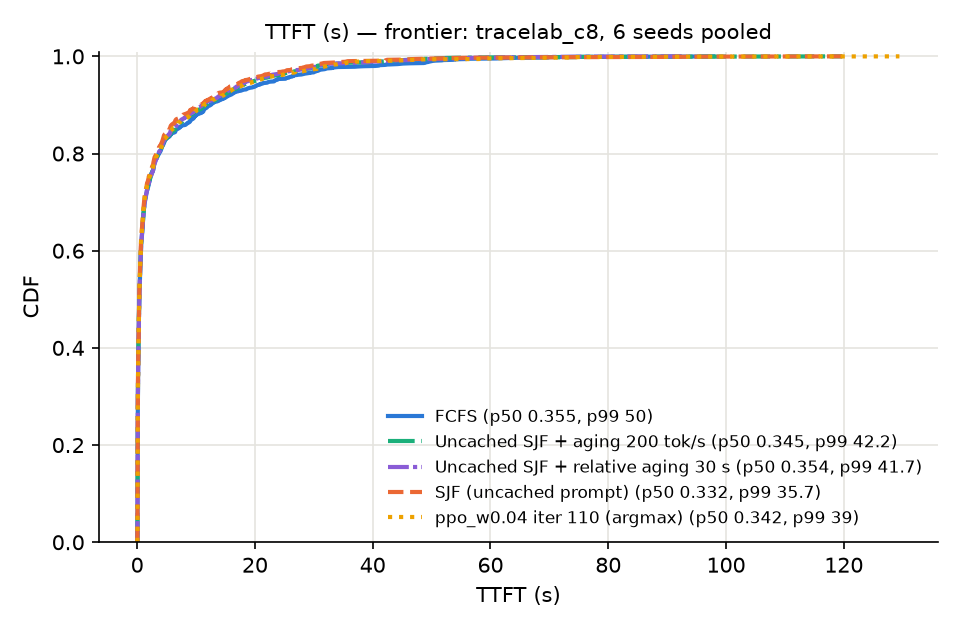 TTFT (s) — frontier: tracelab_c8, 6 seeds pooled
1.0
0.8
0.6
0.4
0.2
0.0
CDF
FCFS (p50 0.355, p99 50)
Uncached SJF + aging 200 tok/s (p50 0.345, p99 42.2)
Uncached SJF + relative aging 30 s (p50 0.354, p99 41.7)
SJF (uncached prompt) (p50 0.332, p99 35.7)
ppo_w0.04 iter 110 (argmax) (p50 0.342, p99 39)
0 20 40 60 80 100 120
TTFT (s)